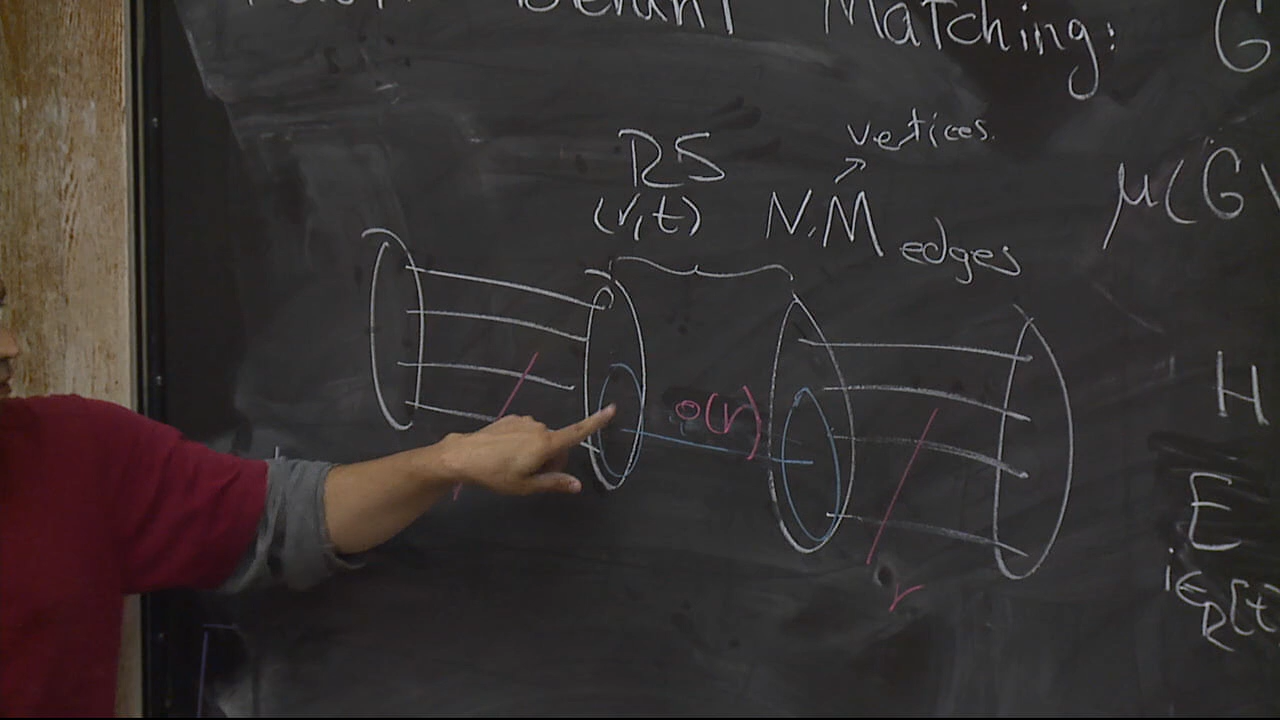 Matching: G
vertices.
RS
(r,t) N,M edges
μ(G
o(r)
H
E
i∈R[t
r